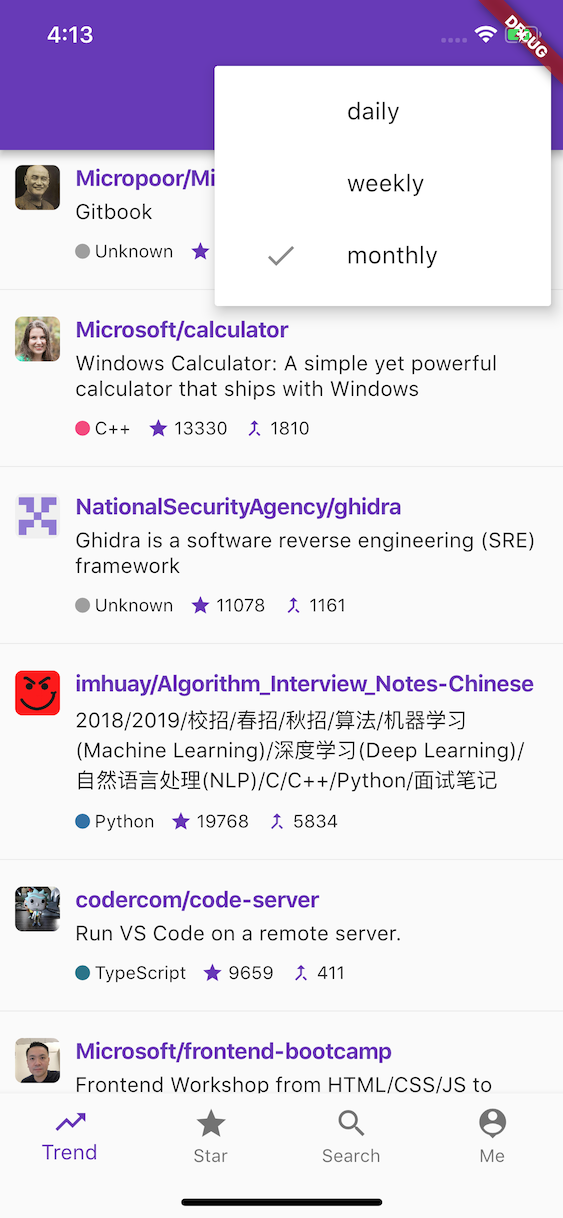 4:13
DEBUG
daily
weekly
monthly
Micropoor/Mi
Gitbook
Unknown
Microsoft/calculator
Windows Calculator: A simple yet powerful
calculator that ships with Windows
C++ 13330 1810
NationalSecurityAgency/ghidra
Ghidra is a software reverse engineering (SRE)
framework
Unknown 11078 1161
imhuay/Algorithm_Interview_Notes-Chinese
2018/2019/校招/春招/秋招/算法/机器学习
(Machine Learning)/深度学习(Deep Learning)/
自然语言处理(NLP)/C/C++/Python/面试笔记
Python 19768 5834
codercom/code-server
Run VS Code on a remote server.
TypeScript 9659 411
Microsoft/frontend-bootcamp
Frontend Workshop from HTML/CSS/JS to
Trend Star Search Me